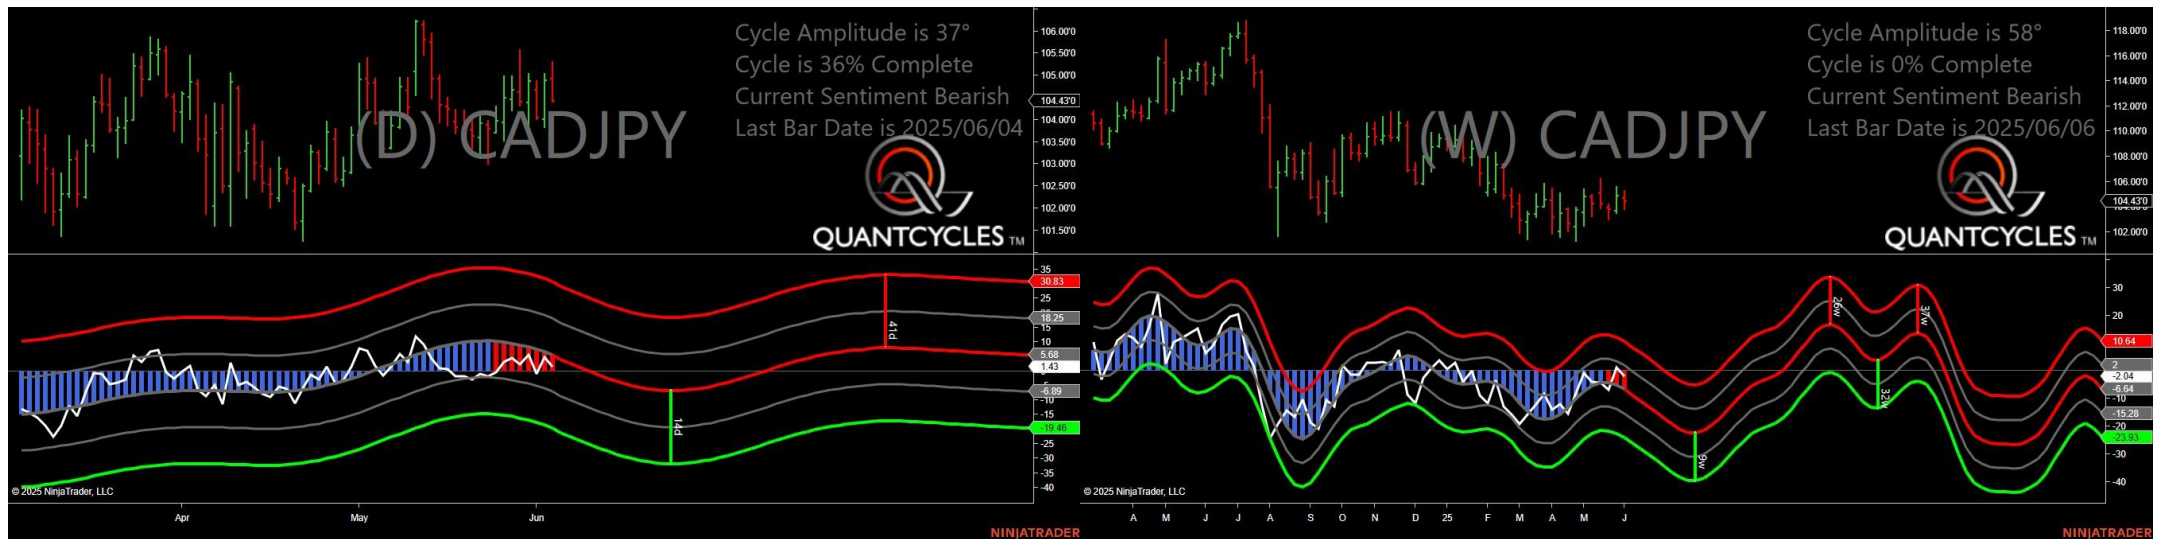 Cycle Amplitude is 37°
Cycle is 36% Complete
Current Sentiment Bearish
Last Bar Date is 2025/06/04
(D) CADJPY
QUANTCYCLES TM
106.00'0
105.50'0
105.00'0
104.43'0
104.00'0
103.50'0
103.00'0
102.50'0
102.00'0
101.50'0
35
30.83
25
18.25
15
10
5.68
1.43
-6.89
-10
-15
-19.46
-25
-30
-35
-40
41d
14d
© 2025 NinjaTrader, LLC
Apr May Jun
NINJATRADER
Cycle Amplitude is 58°
Cycle is 0% Complete
Current Sentiment Bearish
Last Bar Date is 2025/06/06
(W) CADJPY
QUANTCYCLES TM
118.00'0
116.00'0
114.00'0
112.00'0
110.00'0
108.00'0
106.00'0
104.43'0
102.00'0
30
20
10.64
2
-2.04
-6.64
-10
-15.28
-23.93
-30
-40
26w
37w
32w
9w
© 2025 NinjaTrader, LLC
A M J J A S O N D 25 F M A M J
NINJATRADER